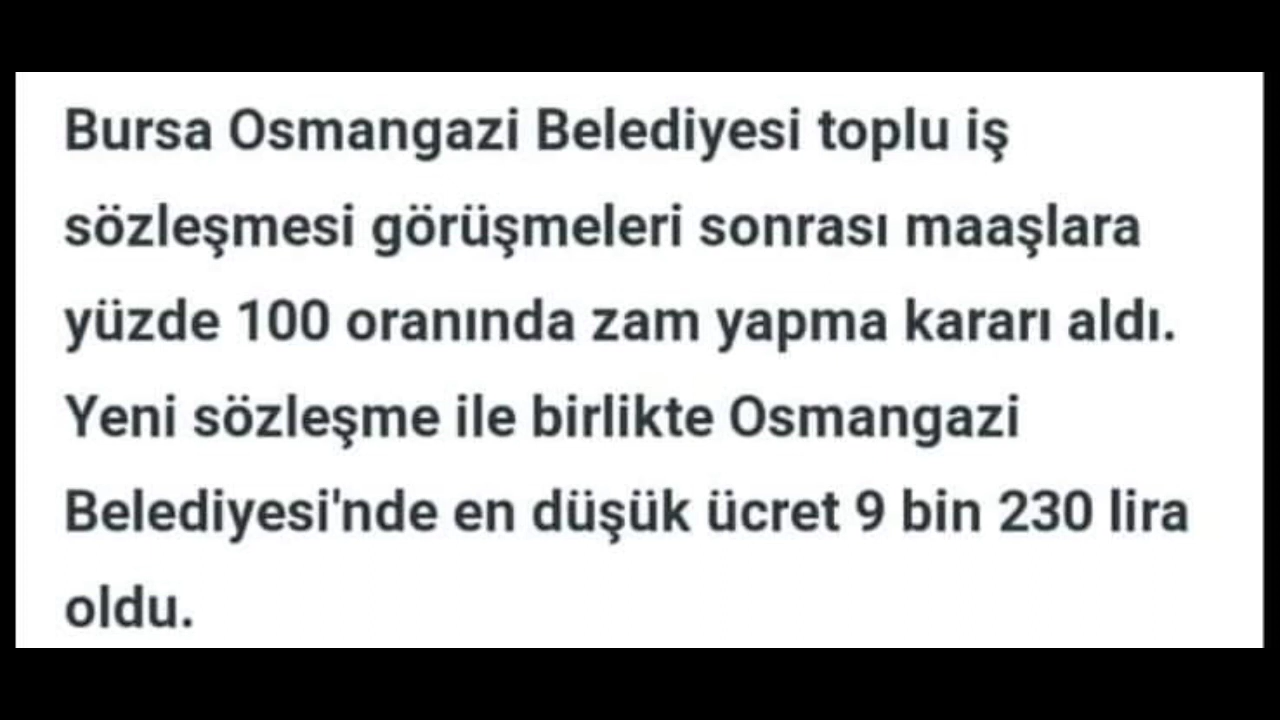 Bursa Osmangazi Belediyesi toplu iş
sözleşmesi görüşmeleri sonrası maaşlara
yüzde 100 oranında zam yapma kararı aldı.
Yeni sözleşme ile birlikte Osmangazi
Belediyesi'nde en düşük ücret 9 bin 230 lira
oldu.